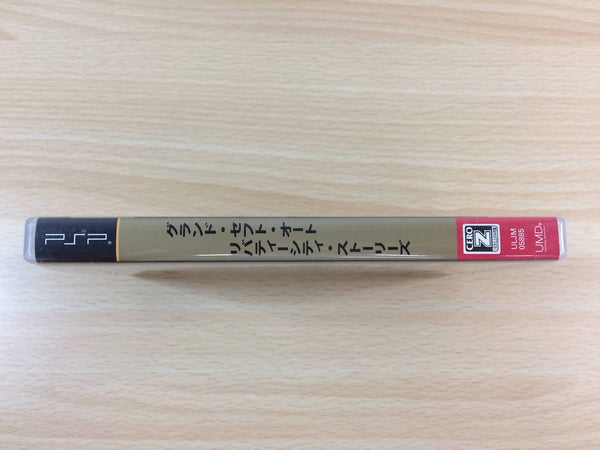 PSP
グランド・セフト・オート
リバティーシティ・ストーリーズ
CERO
Z
ULJM
05885
UMD